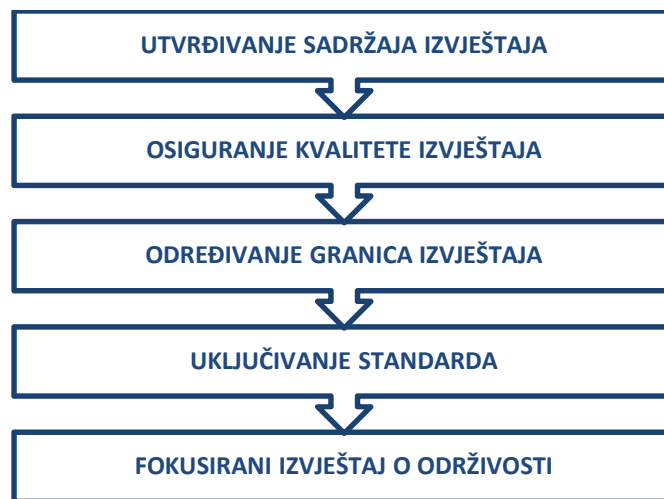 UTVRĐIVANJE SADRŽAJA IZVJEŠTAJA
OSIGURANJE KVALITETE IZVJEŠTAJA
ODREĐIVANJE GRANICA IZVJEŠTAJA
UKLJUČIVANJE STANDARDA
FOKUSIRANI IZVJEŠTAJ O ODRŽIVOSTI